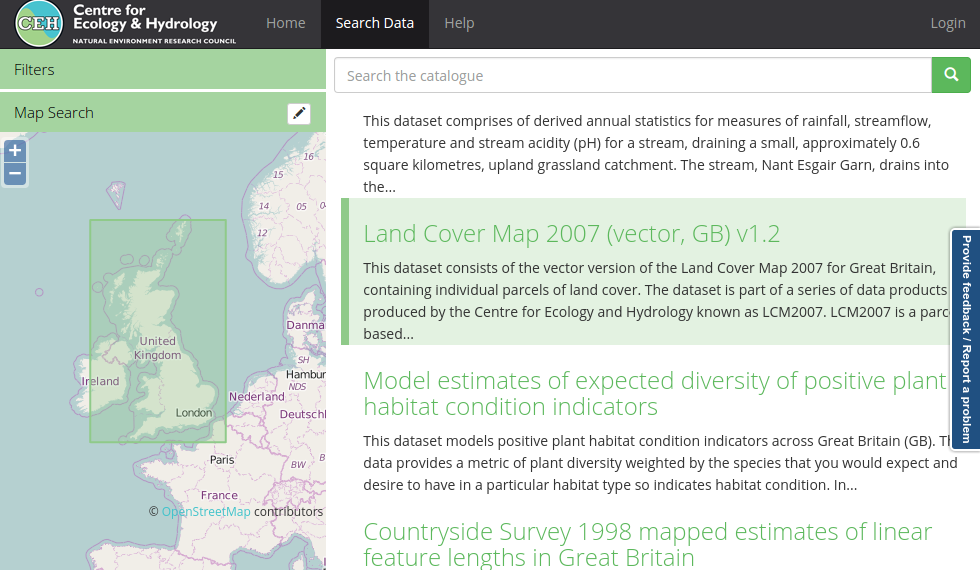 CEH
Centre for
Ecology & Hydrology
NATURAL ENVIRONMENT RESEARCH COUNCIL
Home
Search Data
Help
Login
Filters
Map Search
Search the catalogue
This dataset comprises of derived annual statistics for measures of rainfall, streamflow,
temperature and stream acidity (pH) for a stream, draining a small, approximately 0.6
square kilometres, upland grassland catchment. The stream, Nant Esgair Garn, drains into
the...
Land Cover Map 2007 (vector, GB) v1.2
This dataset consists of the vector version of the Land Cover Map 2007 for Great Britain,
containing individual parcels of land cover. The dataset is part of a series of data products
produced by the Centre for Ecology and Hydrology known as LCM2007. LCM2007 is a parc
based...
Model estimates of expected diversity of positive plant
habitat condition indicators
This dataset models positive plant habitat condition indicators across Great Britain (GB). Th
data provides a metric of plant diversity weighted by the species that you would expect and
desire to have in a particular habitat type so indicates habitat condition. In...
Countryside Survey 1998 mapped estimates of linear
feature lengths in Great Britain
Provide feedback / Report a problem
+
−
16
15
14
05
0
12
Danma
SH
Hambur
NDS
United
Kingdom
Ireland
Nederland
London
Deutschl
Paris
BW
France
© OpenStreetMap contributors